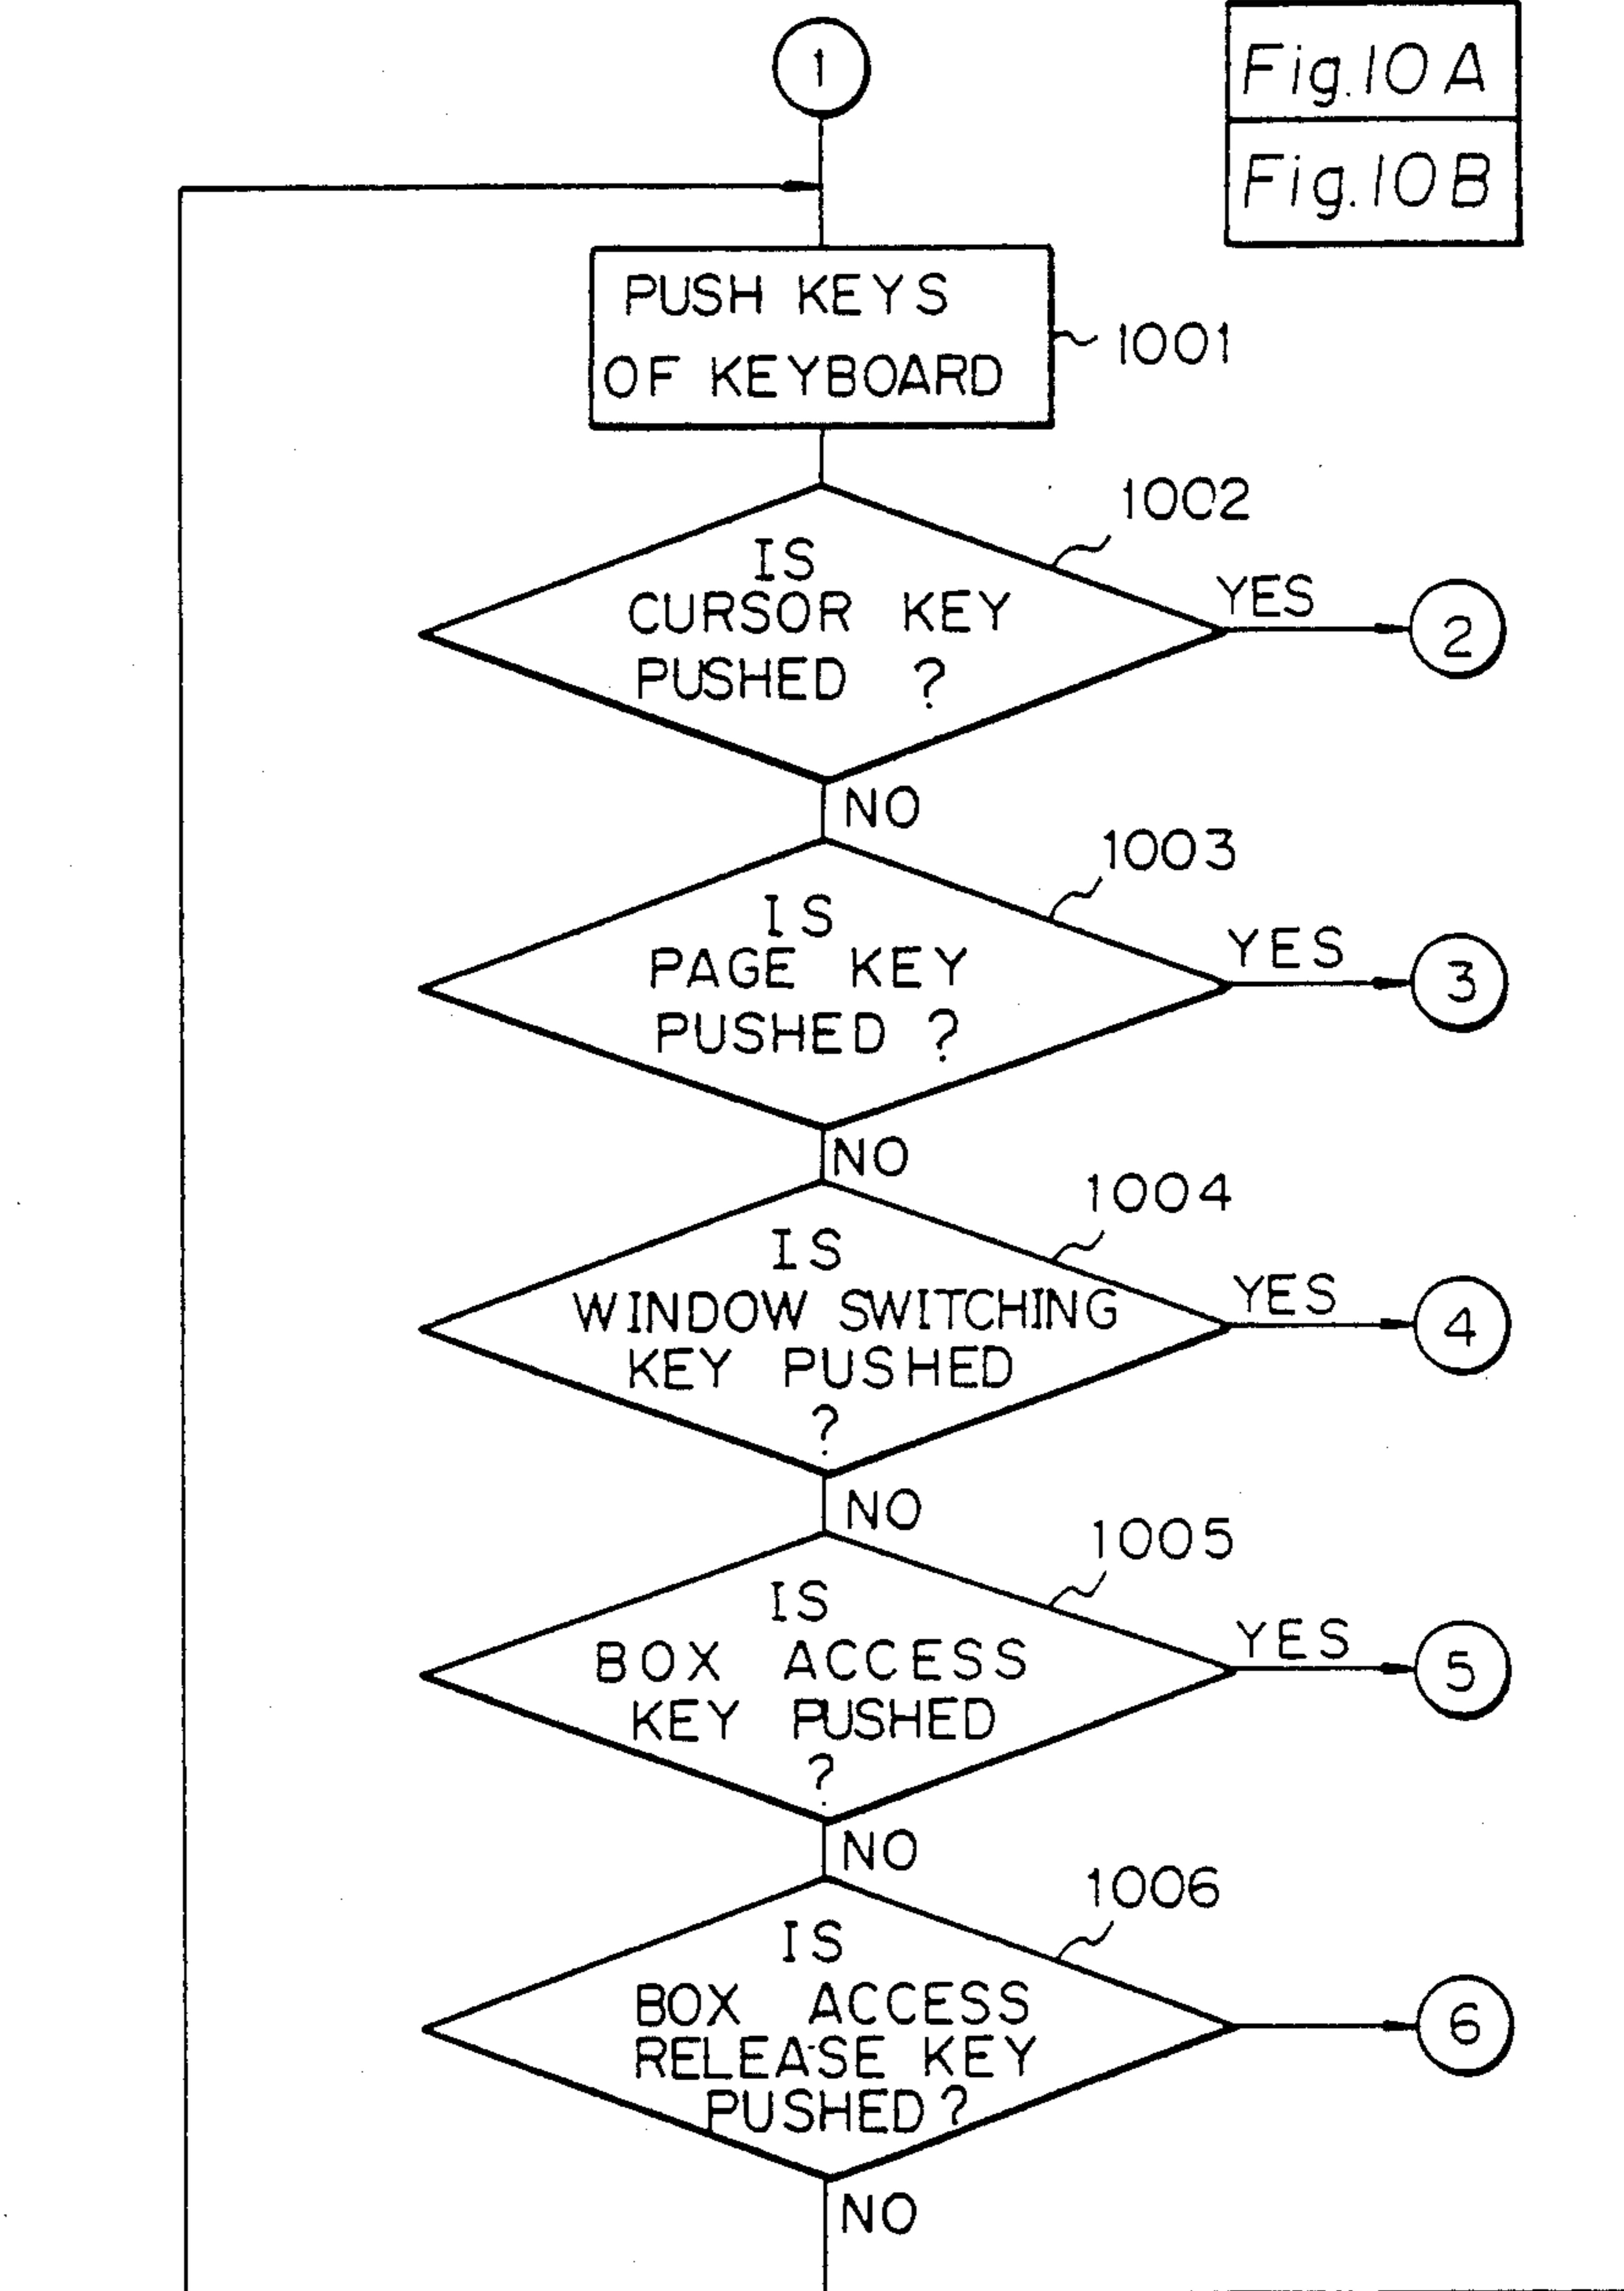 1
Fig.10A
Fig.10B
PUSH KEYS
OF KEYBOARD
1001
1002
IS
CURSOR KEY
PUSHED ?
YES
2
NO
1003
IS
PAGE KEY
PUSHED ?
YES
3
NO
1004
IS
WINDOW SWITCHING
KEY PUSHED
?
YES
4
NO
1005
IS
BOX ACCESS
KEY PUSHED
?
YES
5
NO
1006
IS
BOX ACCESS
RELEASE KEY
PUSHED?
6
NO